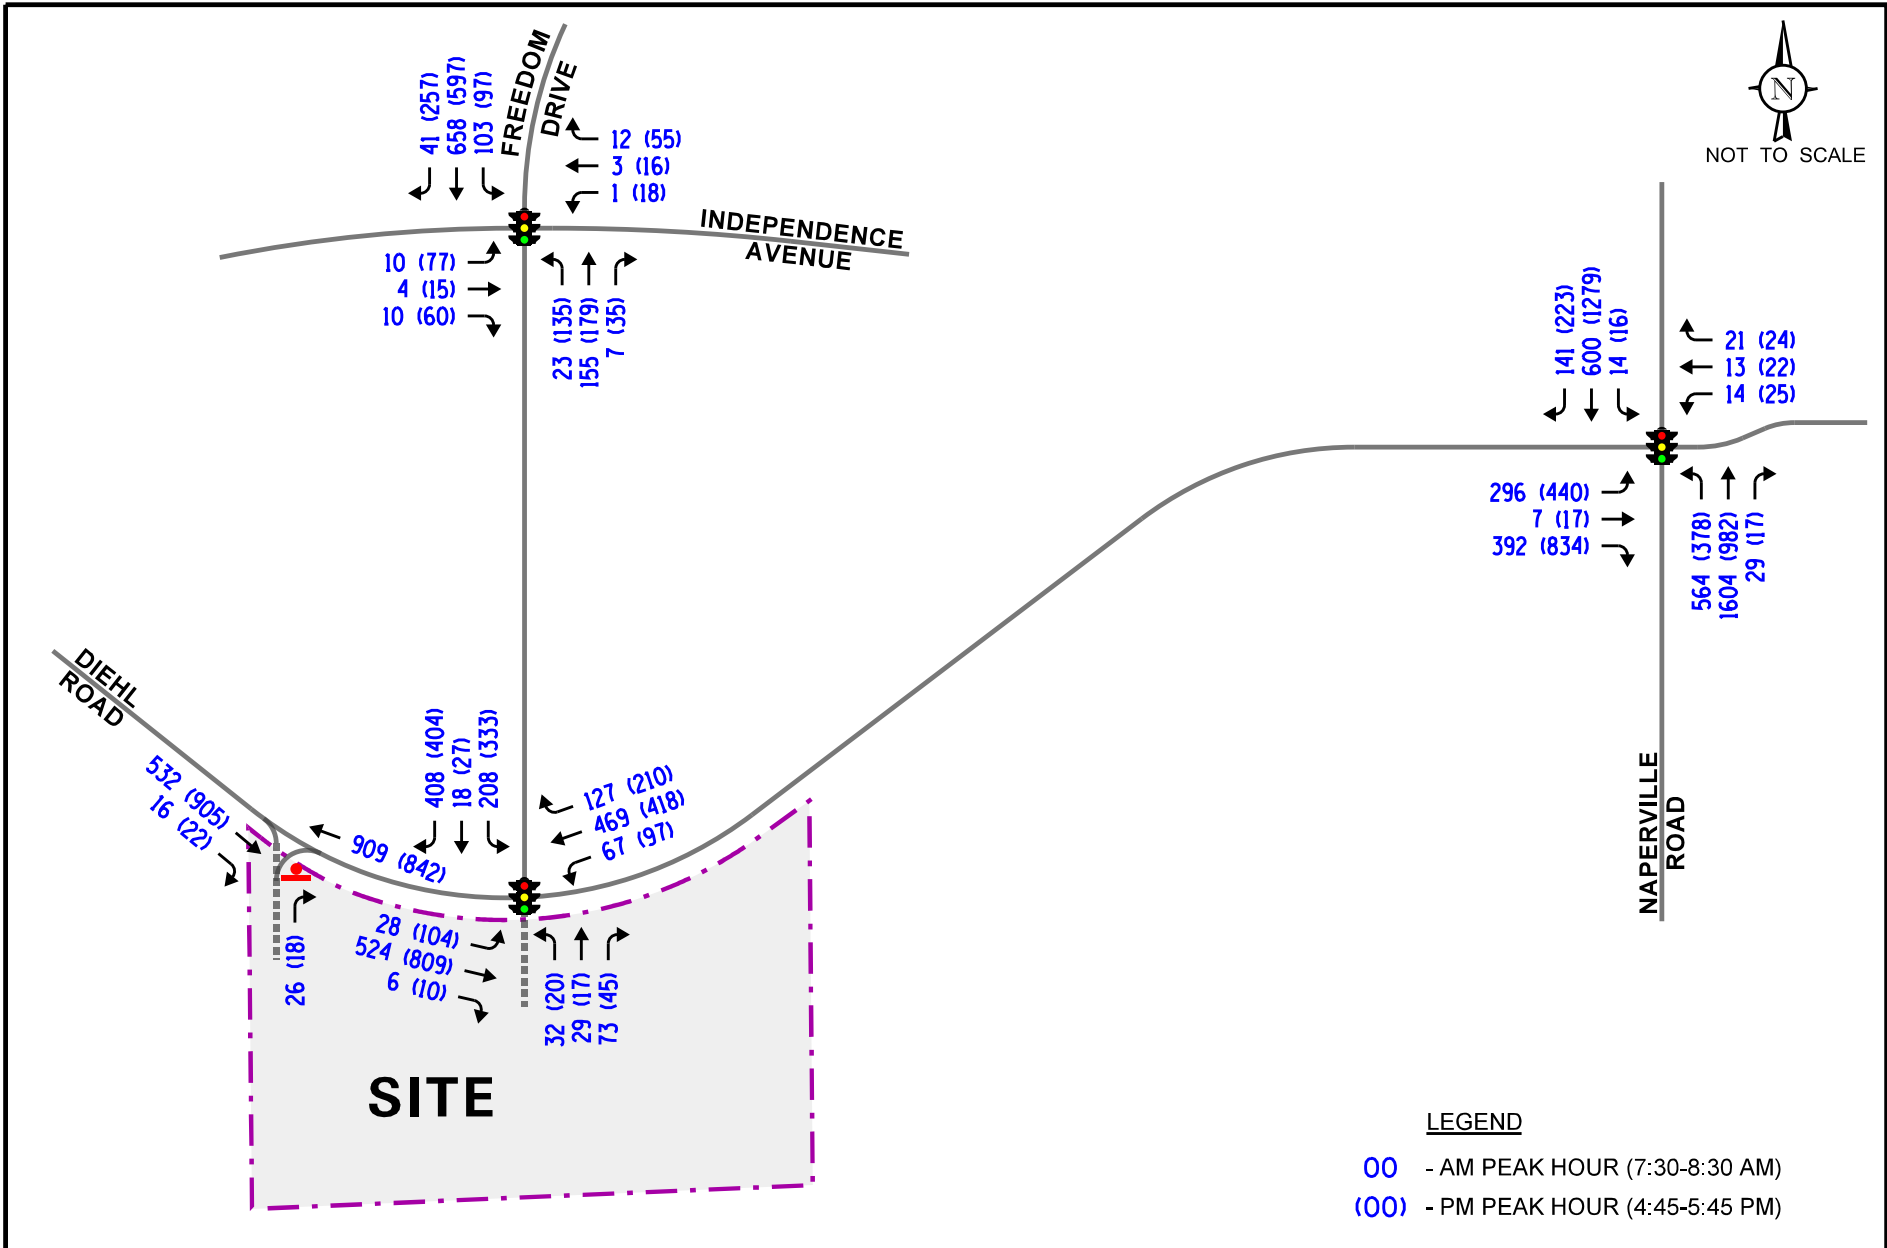 FREEDOM
DRIVE
41 (257)
658 (597)
103 (97)
12 (55)
3 (16)
1 (18)
INDEPENDENCE
AVENUE
10 (77)
4 (15)
10 (60)
23 (135)
155 (179)
7 (35)
N
NOT TO SCALE
141 (223)
600 (1279)
14 (16)
21 (24)
13 (22)
14 (25)
296 (440)
7 (17)
392 (834)
564 (378)
1604 (982)
29 (17)
DIEHL
ROAD
532 (905)
16 (22)
909 (842)
408 (404)
18 (27)
208 (333)
127 (210)
469 (418)
67 (97)
NAPERVILLE
ROAD
26 (18)
28 (104)
524 (809)
6 (10)
32 (20)
29 (17)
73 (45)
SITE
LEGEND
00 - AM PEAK HOUR (7:30-8:30 AM)
(00) - PM PEAK HOUR (4:45-5:45 PM)